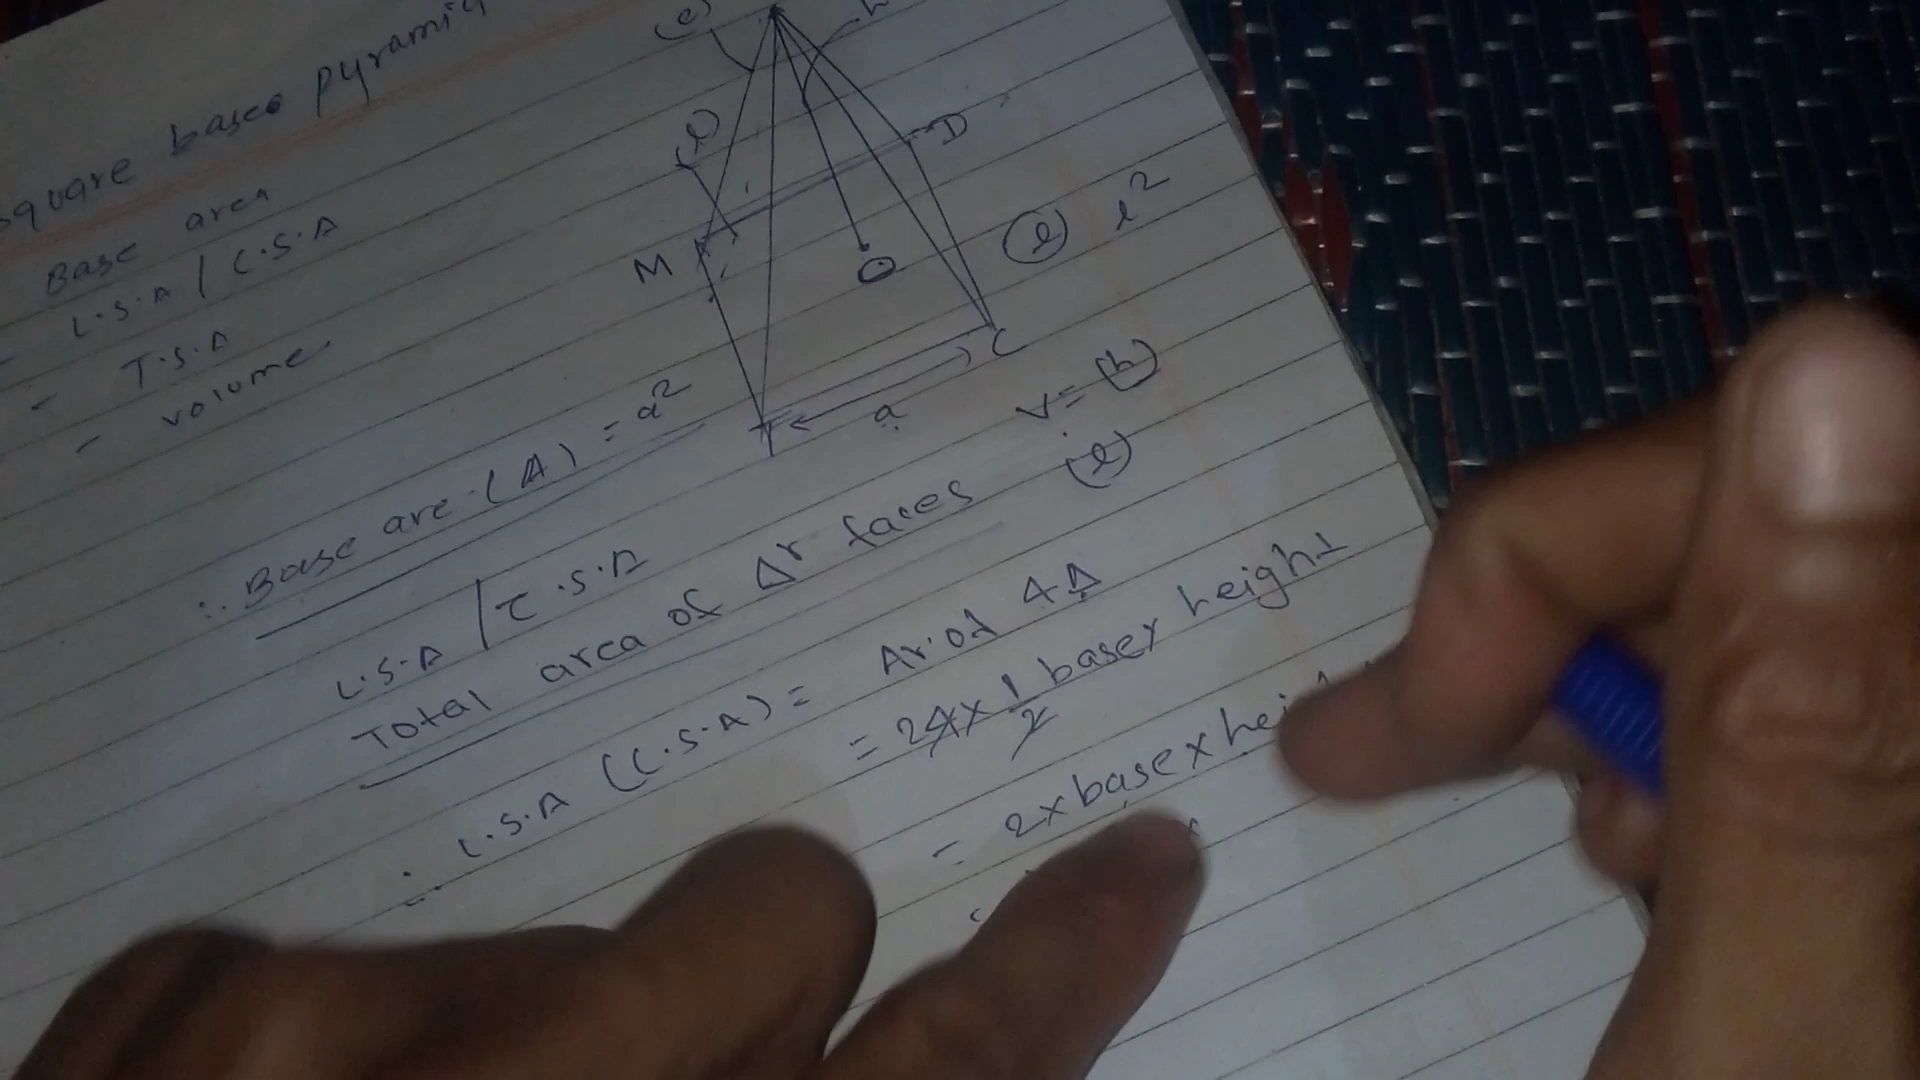 square based pyramid
Base area
- L.S.A / C.S.A
- T.S.A
- volume
(e)
h
(l)
M
D
O
C
a
(l) l²
v = (h)
(l)
∴ Base are.(A) = a²
L.S.A / C.S.A
Total area of Δr faces
∴ L.S.A (C.S.A) = Ar. of 4Δ
= 24 x 1/2 base x height
= 2 x base x hei